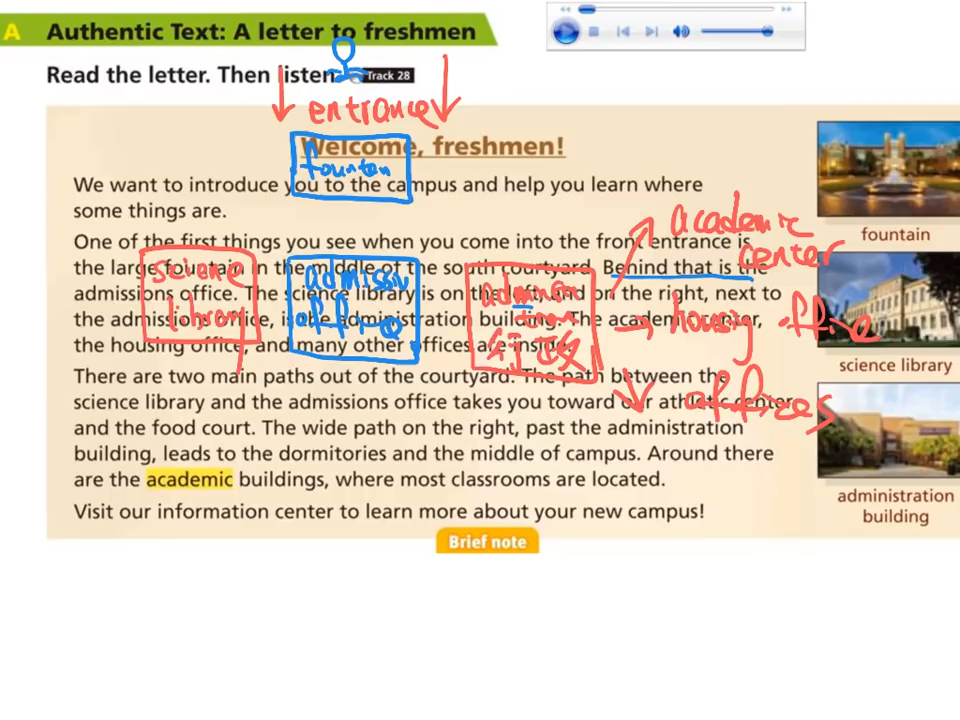 A Authentic Text: A letter to freshmen
Read the letter. Then listen. Track 28
entrance
Welcome, freshmen!
founten
We want to introduce you to the campus and help you learn where
some things are.
academic
center
One of the first things you see when you come into the front entrance is
the large fountain in the middle of the south courtyard. Behind that is the
admissions office. The science library is on the left, and on the right, next to
the administration office, is the administration building. The academic center,
the housing office, and many other offices are inside.
library
office
行政
housing office
offices
There are two main paths out of the courtyard. The path between the
science library and the admissions office takes you toward our athletic center
and the food court. The wide path on the right, past the administration
building, leads to the dormitories and the middle of campus. Around there
are the academic buildings, where most classrooms are located.
Visit our information center to learn more about your new campus!
Brief note
fountain
science library
administration
building